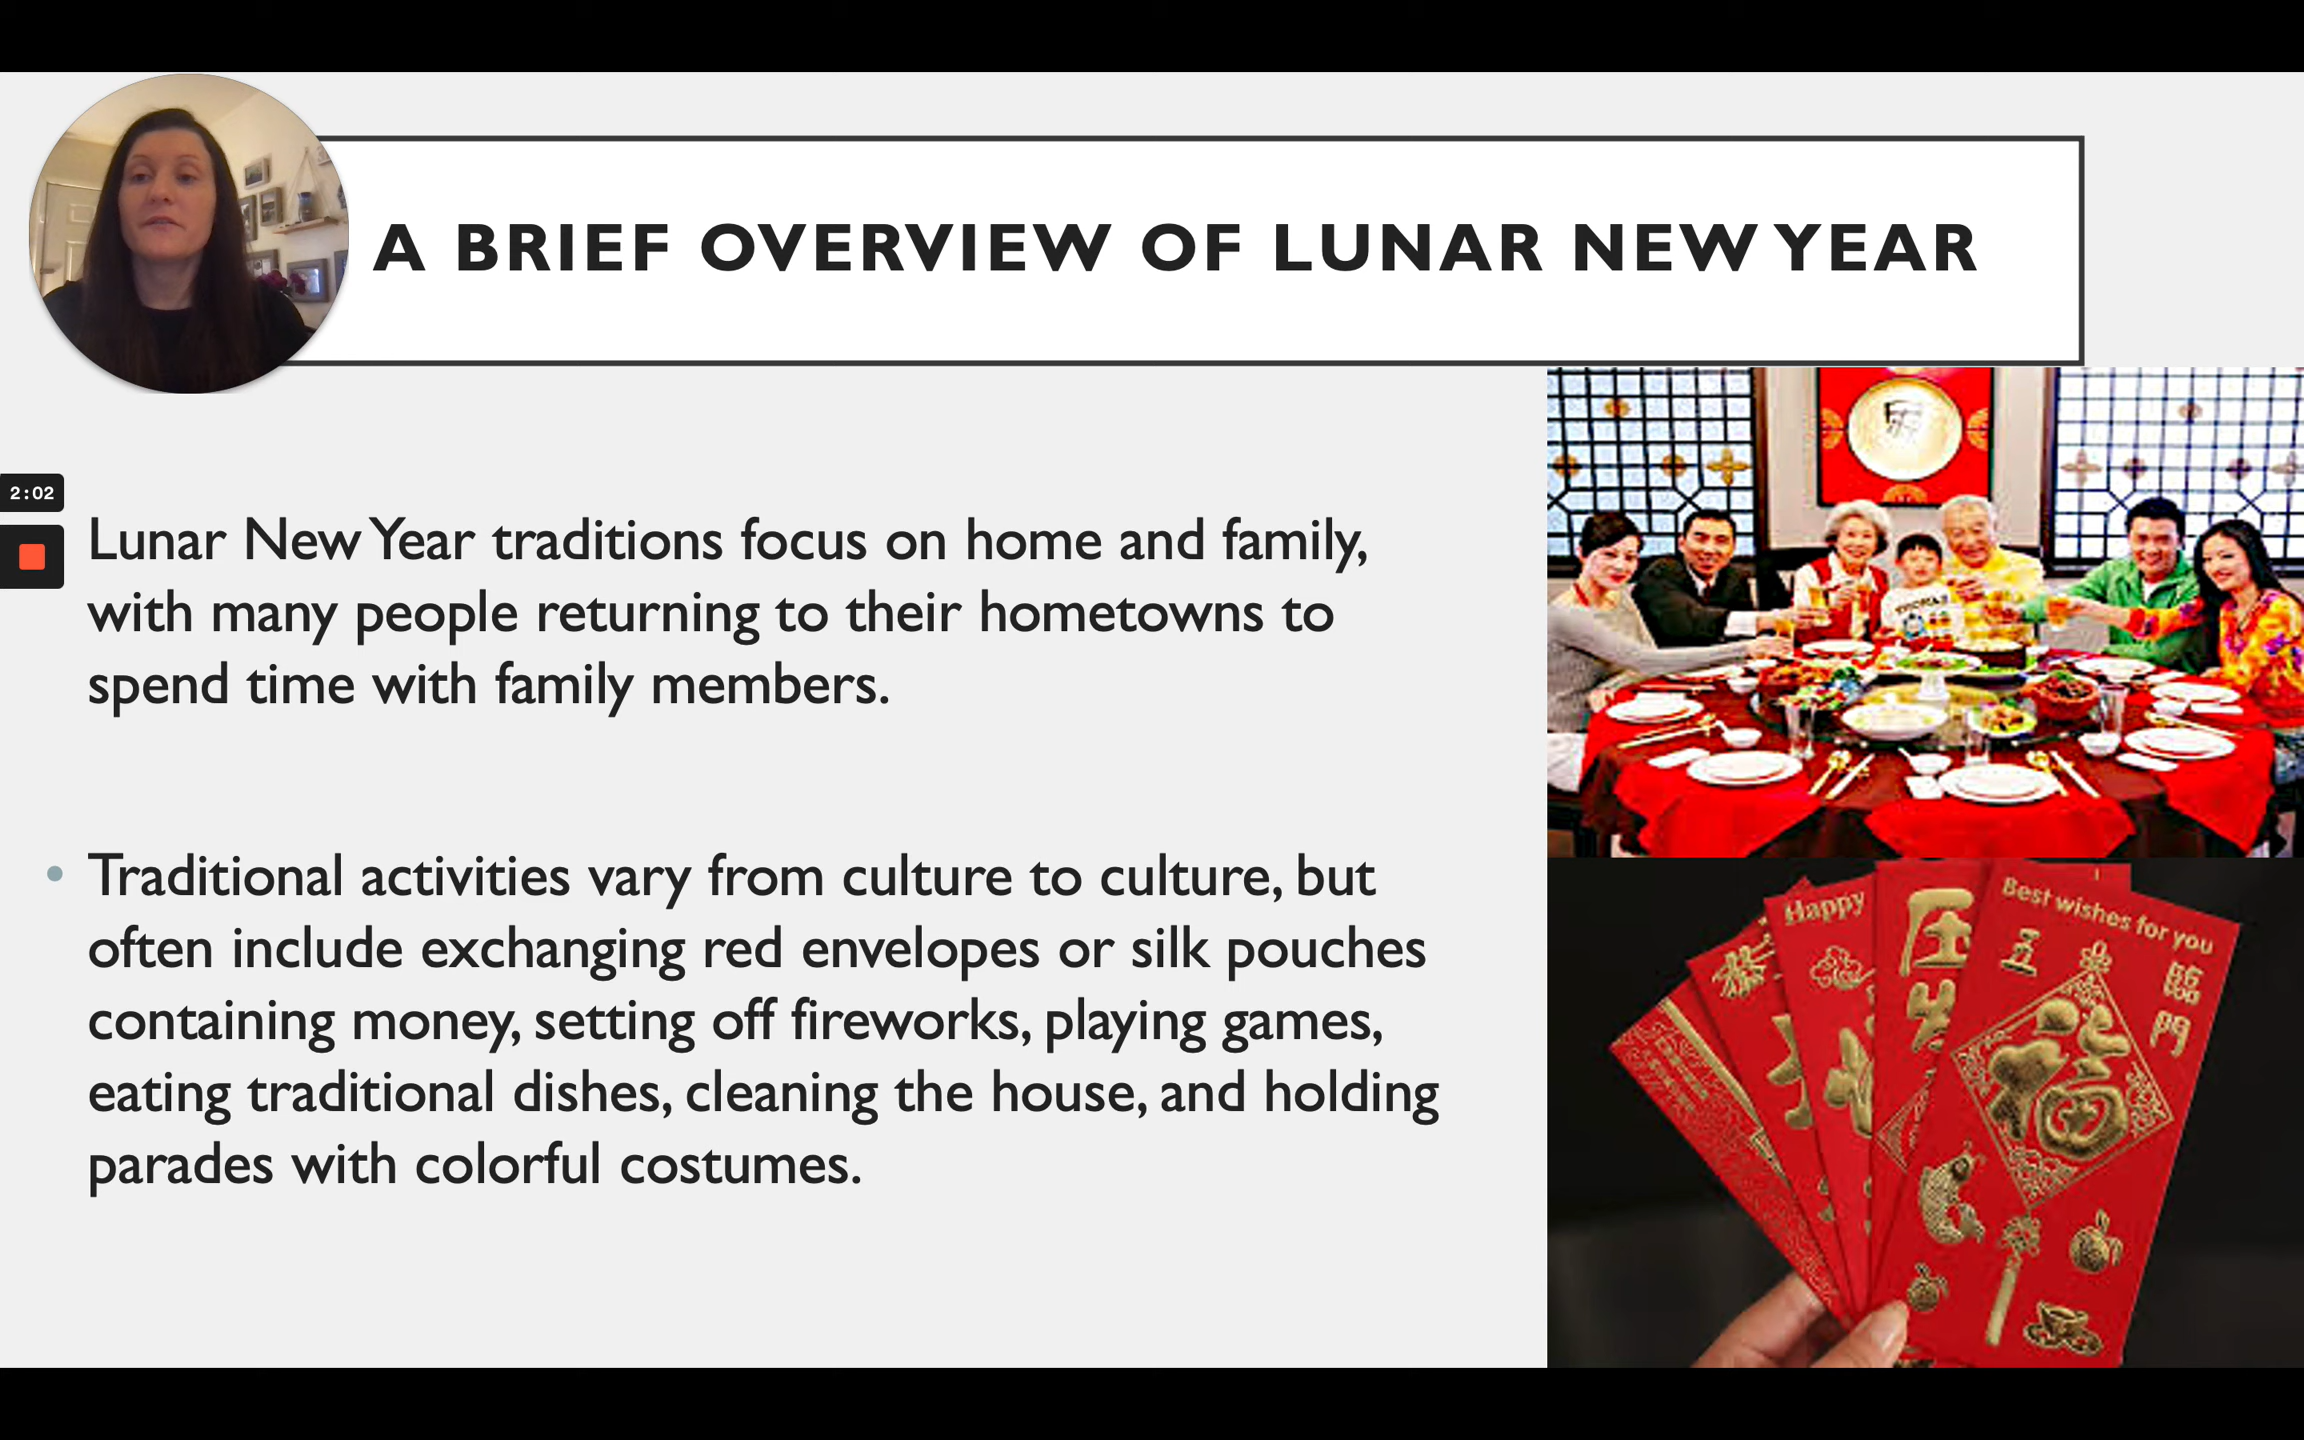 A BRIEF OVERVIEW OF LUNAR NEW YEAR
2:02
Lunar New Year traditions focus on home and family,
with many people returning to their hometowns to
spend time with family members.
• Traditional activities vary from culture to culture, but
often include exchanging red envelopes or silk pouches
containing money, setting off fireworks, playing games,
eating traditional dishes, cleaning the house, and holding
parades with colorful costumes.
Happy
Best wishes for you
五
福
臨
門